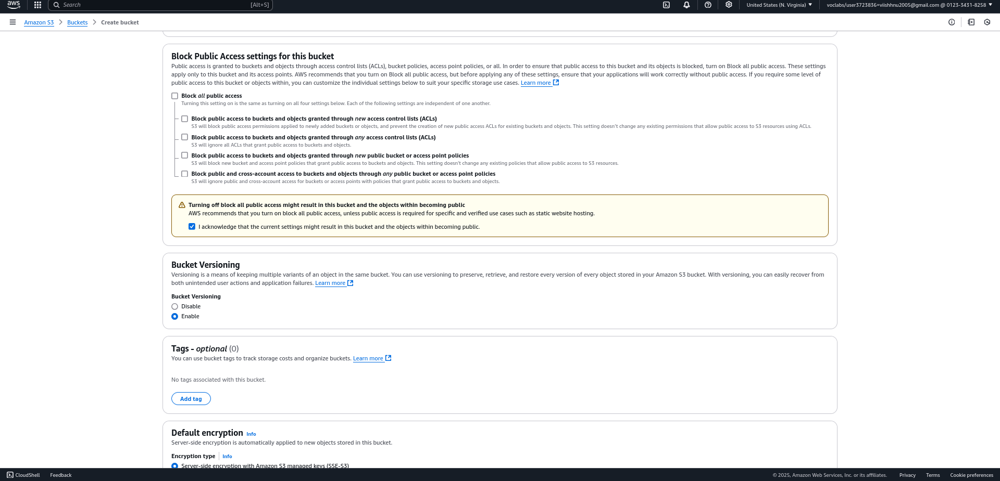 aws
Search
[Alt+S]
United States (N. Virginia)
voclabs/user3723836=viishhnu2005@gmail.com @ 0123-3431-8258
Amazon S3
Buckets
Create bucket
Block Public Access settings for this bucket
Public access is granted to buckets and objects through access control lists (ACLs), bucket policies, access point policies, or all. In order to ensure that public access to this bucket and its objects is blocked, turn on Block all public access. These settings
apply only to this bucket and its access points. AWS recommends that you turn on Block all public access, but before applying any of these settings, ensure that your applications will work correctly without public access. If you require some level of
public access to this bucket or objects within, you can customize the individual settings below to suit your specific storage use cases. Learn more
Block all public access
Turning this setting on is the same as turning on all four settings below. Each of the following settings are independent of one another.
Block public access to buckets and objects granted through new access control lists (ACLs)
S3 will block public access permissions applied to newly added buckets or objects, and prevent the creation of new public access ACLs for existing buckets and objects. This setting doesn't change any existing permissions that allow public access to S3 resources using ACLs.
Block public access to buckets and objects granted through any access control lists (ACLs)
S3 will ignore all ACLs that grant public access to buckets and objects.
Block public access to buckets and objects granted through new public bucket or access point policies
S3 will block new bucket and access point policies that grant public access to buckets and objects. This setting doesn't change any existing policies that allow public access to S3 resources.
Block public and cross-account access to buckets and objects through any public bucket or access point policies
S3 will ignore public and cross-account access for buckets or access points with policies that grant public access to buckets and objects.
Turning off block all public access might result in this bucket and the objects within becoming public
AWS recommends that you turn on block all public access, unless public access is required for specific and verified use cases such as static website hosting.
I acknowledge that the current settings might result in this bucket and the objects within becoming public.
Bucket Versioning
Versioning is a means of keeping multiple variants of an object in the same bucket. You can use versioning to preserve, retrieve, and restore every version of every object stored in your Amazon S3 bucket. With versioning, you can easily recover from
both unintended user actions and application failures. Learn more
Bucket Versioning
Disable
Enable
Tags - optional (0)
You can use bucket tags to track storage costs and organize buckets. Learn more
No tags associated with this bucket.
Add tag
Default encryption Info
Server-side encryption is automatically applied to new objects stored in this bucket.
Encryption type Info
Server-side encryption with Amazon S3 managed keys (SSE-S3)
CloudShell
Feedback
© 2025, Amazon Web Services, Inc. or its affiliates.
Privacy
Terms
Cookie preferences